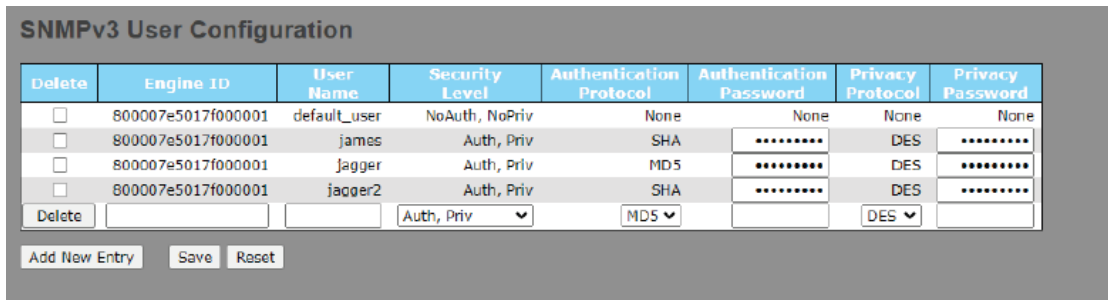 SNMPv3 User Configuration
Delete Engine ID User Name Security Level Authentication Protocol Authentication Password Privacy Protocol Privacy Password
800007e5017f000001 default_user NoAuth, NoPriv None None None None
800007e5017f000001 james Auth, Priv SHA ••••••••• DES •••••••••
800007e5017f000001 jagger Auth, Priv MD5 ••••••••• DES •••••••••
800007e5017f000001 jagger2 Auth, Priv SHA ••••••••• DES •••••••••
Delete Auth, Priv MD5 DES
Add New Entry Save Reset